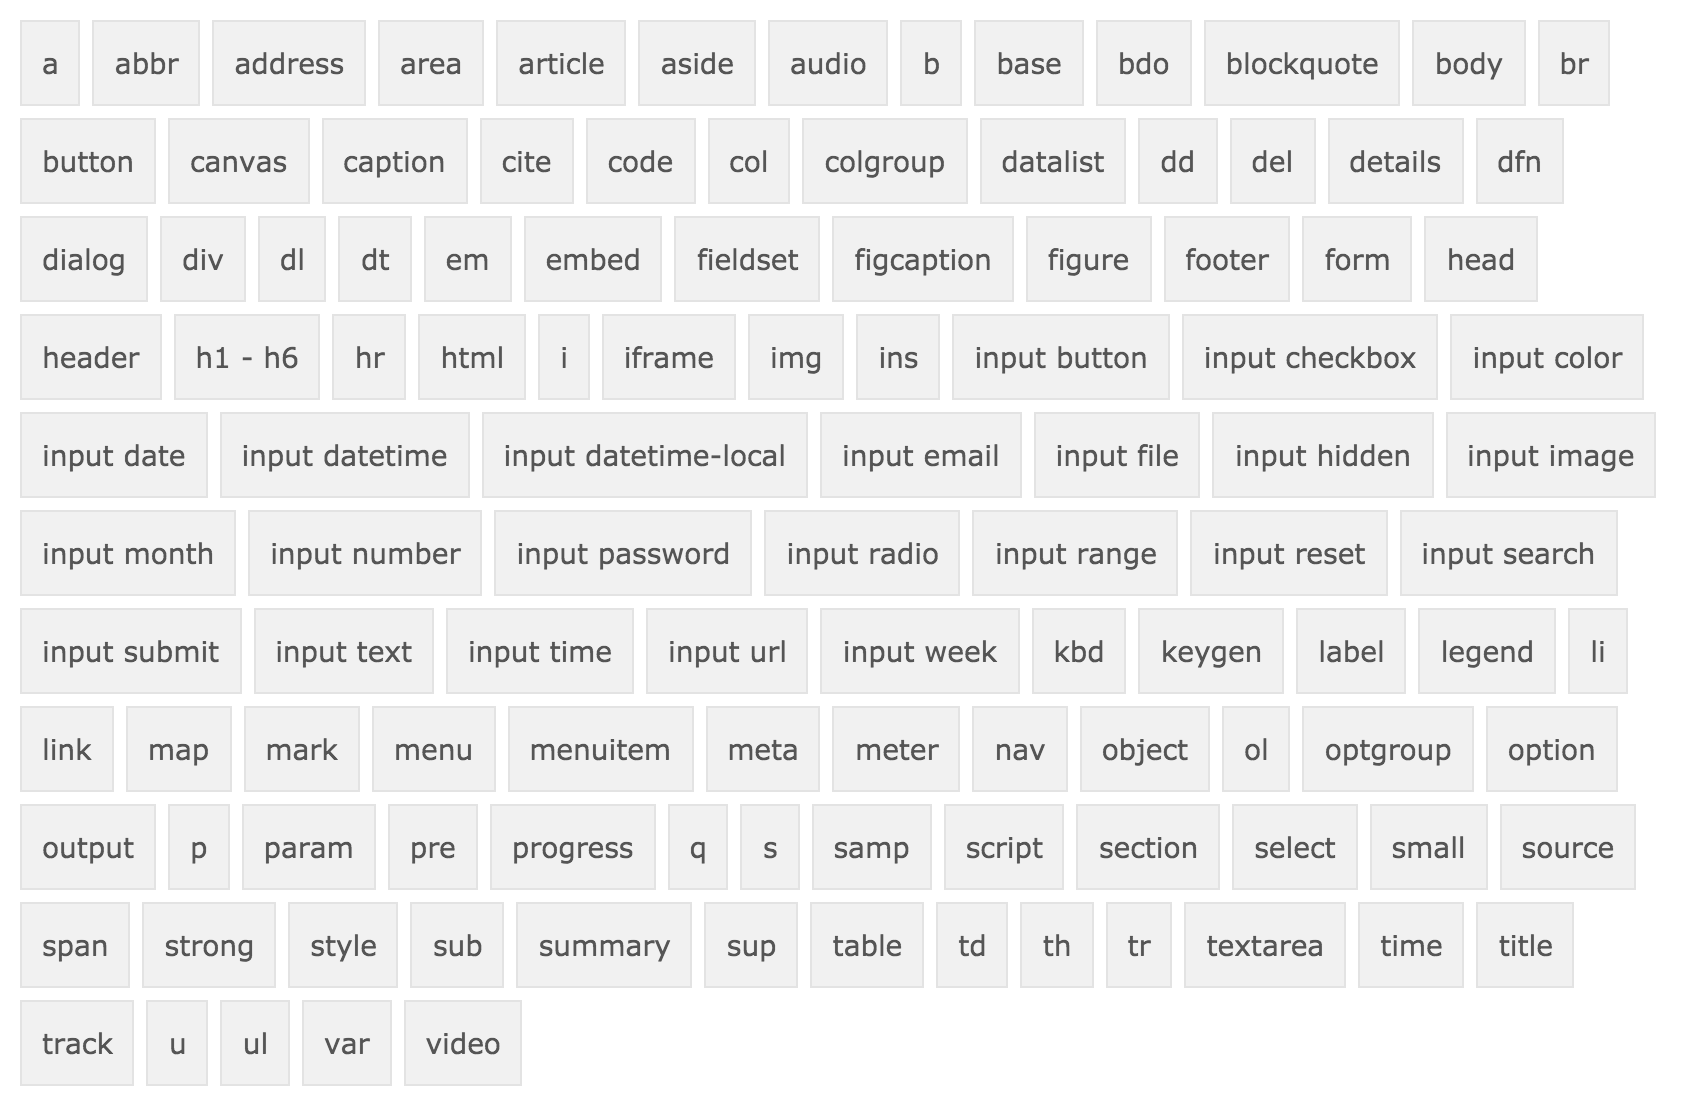 a abbr address area article aside audio b base bdo blockquote body br
button canvas caption cite code col colgroup datalist dd del details dfn
dialog div dl dt em embed fieldset figcaption figure footer form head
header h1 - h6 hr html i iframe img ins input button input checkbox input color
input date input datetime input datetime-local input email input file input hidden input image
input month input number input password input radio input range input reset input search
input submit input text input time input url input week kbd keygen label legend li
link map mark menu menuitem meta meter nav object ol optgroup option
output p param pre progress q s samp script section select small source
span strong style sub summary sup table td th tr textarea time title
track u ul var video